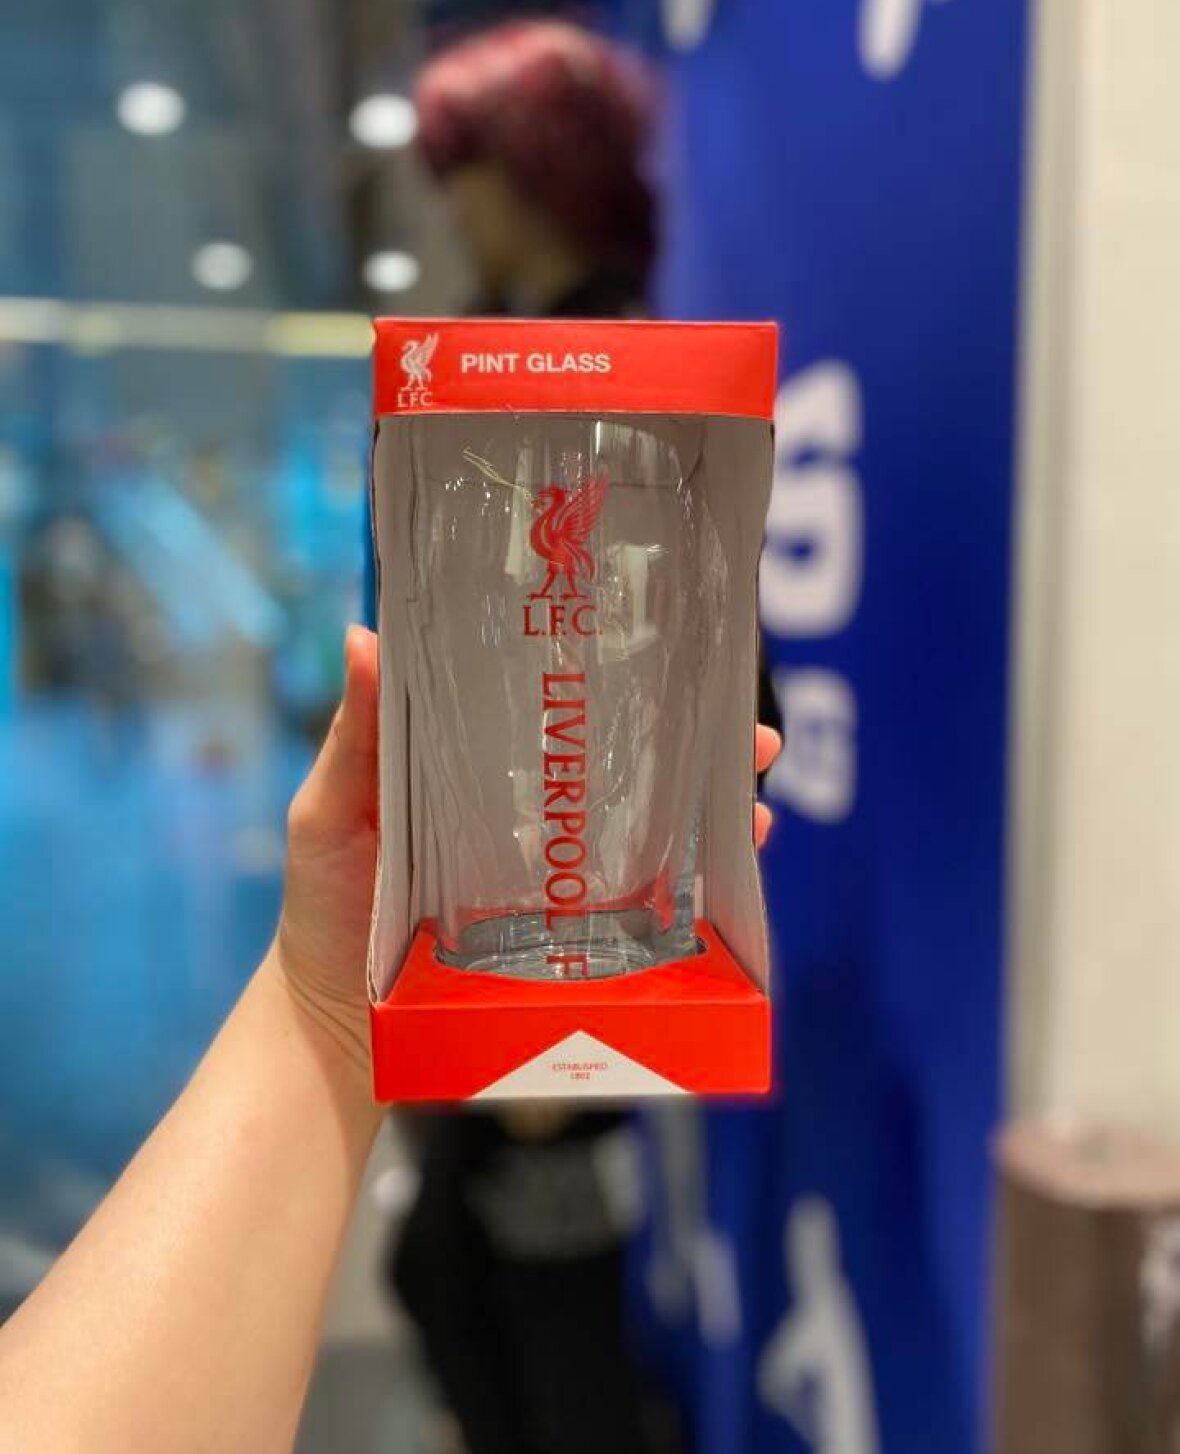 L.F.C
PINT GLASS
L.F.C.
LIVERPOOL F
ESTABLISHED
1892